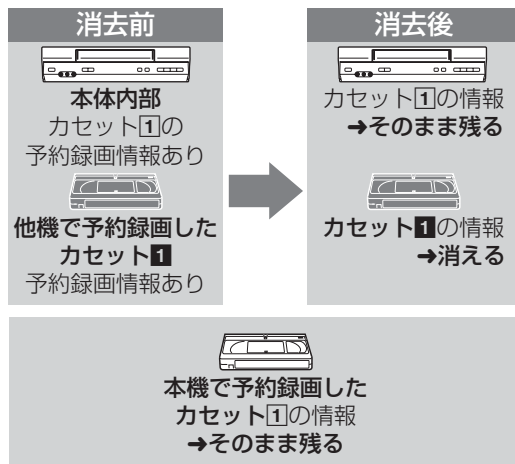 消去前
本体内部
カセット1の
予約録画情報あり
他機で予約録画した
カセット1
予約録画情報あり
消去後
カセット1の情報
➜そのまま残る
カセット1の情報
➜消える
本機で予約録画した
カセット1の情報
➜そのまま残る